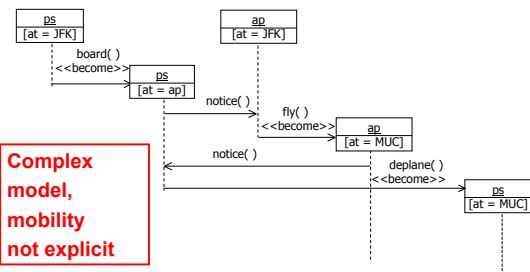 ps
[at = JFK]
ap
[at = JFK]
board( )
<<become>>
ps
[at = ap]
notice( )
fly( )
<<become>>
ap
[at = MUC]
notice( )
deplane( )
<<become>>
ps
[at = MUC]
Complex
model,
mobility
not explicit